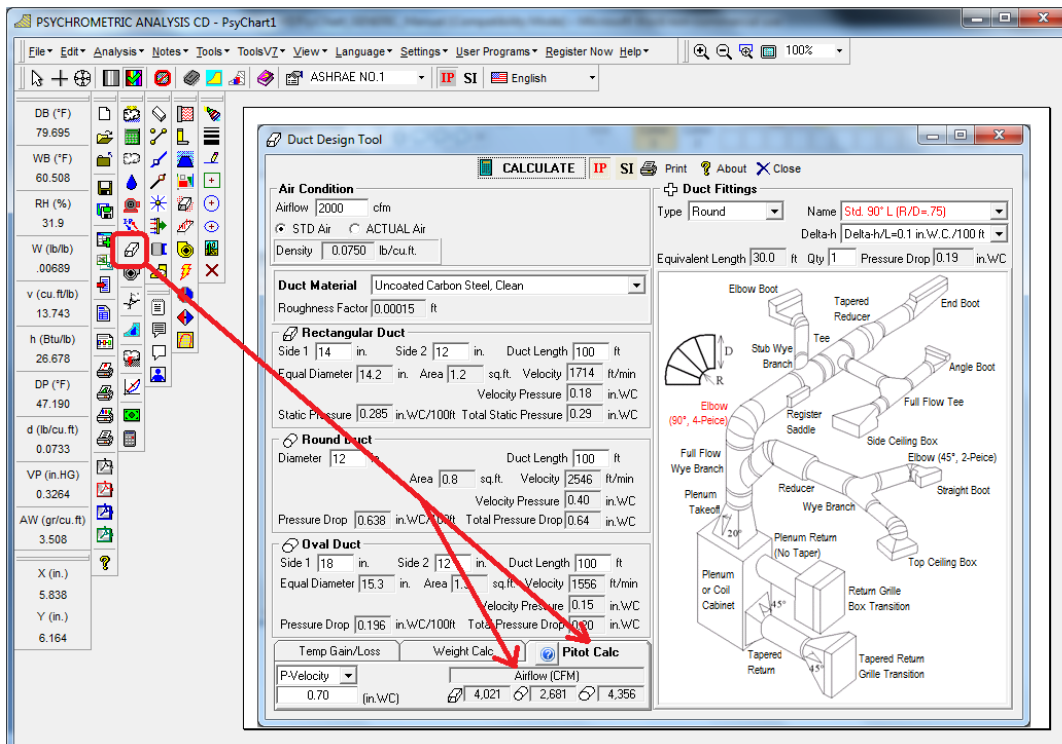 PSYCHROMETRIC ANALYSIS CD - PsyChart1
File Edit Analysis Notes Tools ToolsV7 View Language Settings User Programs Register Now Help 100%
ASHRAE NO.1 IP SI English
DB (°F)
79.695
WB (°F)
60.508
RH (%)
31.9
W (lb/lb)
.00689
v (cu.ft/lb)
13.743
h (Btu/lb)
26.678
DP (°F)
47.190
d (lb/cu.ft)
0.0733
VP (in.HG)
0.3264
AW (gr/cu.ft)
3.508
X (in.)
5.838
Y (in.)
6.164
Duct Design Tool
CALCULATE IP SI Print About Close
Air Condition
Airflow 2000 cfm
STD Air ACTUAL Air
Density 0.0750 lb/cu.ft.
Duct Material Uncoated Carbon Steel, Clean
Roughness Factor 0.00015 ft
Rectangular Duct
Side 1 14 in. Side 2 12 in. Duct Length 100 ft
Equal Diameter 14.2 in. Area 1.2 sq.ft. Velocity 1714 ft/min
Velocity Pressure 0.18 in.WC
Static Pressure 0.285 in.WC/100ft Total Static Pressure 0.29 in.WC
Round Duct
Diameter 12 in. Duct Length 100 ft
Area 0.8 sq.ft. Velocity 2546 ft/min
Velocity Pressure 0.40 in.WC
Pressure Drop 0.638 in.WC/100ft Total Pressure Drop 0.64 in.WC
Oval Duct
Side 1 18 in. Side 2 12 in. Duct Length 100 ft
Equal Diameter 15.3 in. Area sq.ft. Velocity 1556 ft/min
Velocity Pressure 0.15 in.WC
Pressure Drop 0.196 in.WC/100ft Total Pressure Drop 0.20 in.WC
Temp Gain/Loss Weight Calc Pitot Calc
P-Velocity Airflow (CFM)
0.70 (in.WC) 4,021 2,681 4,356
Duct Fittings
Type Round Name Std. 90° L (R/D=.75)
Delta-h Delta-h/L=0.1 in.W.C./100 ft
Equivalent Length 30.0 ft Qty 1 Pressure Drop 0.19 in.WC
Elbow Boot
Tapered
Reducer
End Boot
Tee
Stub Wye
Branch
D
R
Angle Boot
Elbow
(90°, 4-Peice)
Register
Saddle
Full Flow Tee
Side Ceiling Box
Full Flow
Wye Branch
Elbow (45°, 2-Peice)
Reducer
Straight Boot
Plenum
Takeoff
Wye Branch
20°
Plenum Return
(No Taper)
Top Ceiling Box
Plenum
or Coil
Cabinet
Return Grille
Box Transition
45°
Tapered
Return
45°
Tapered Return
Grille Transition